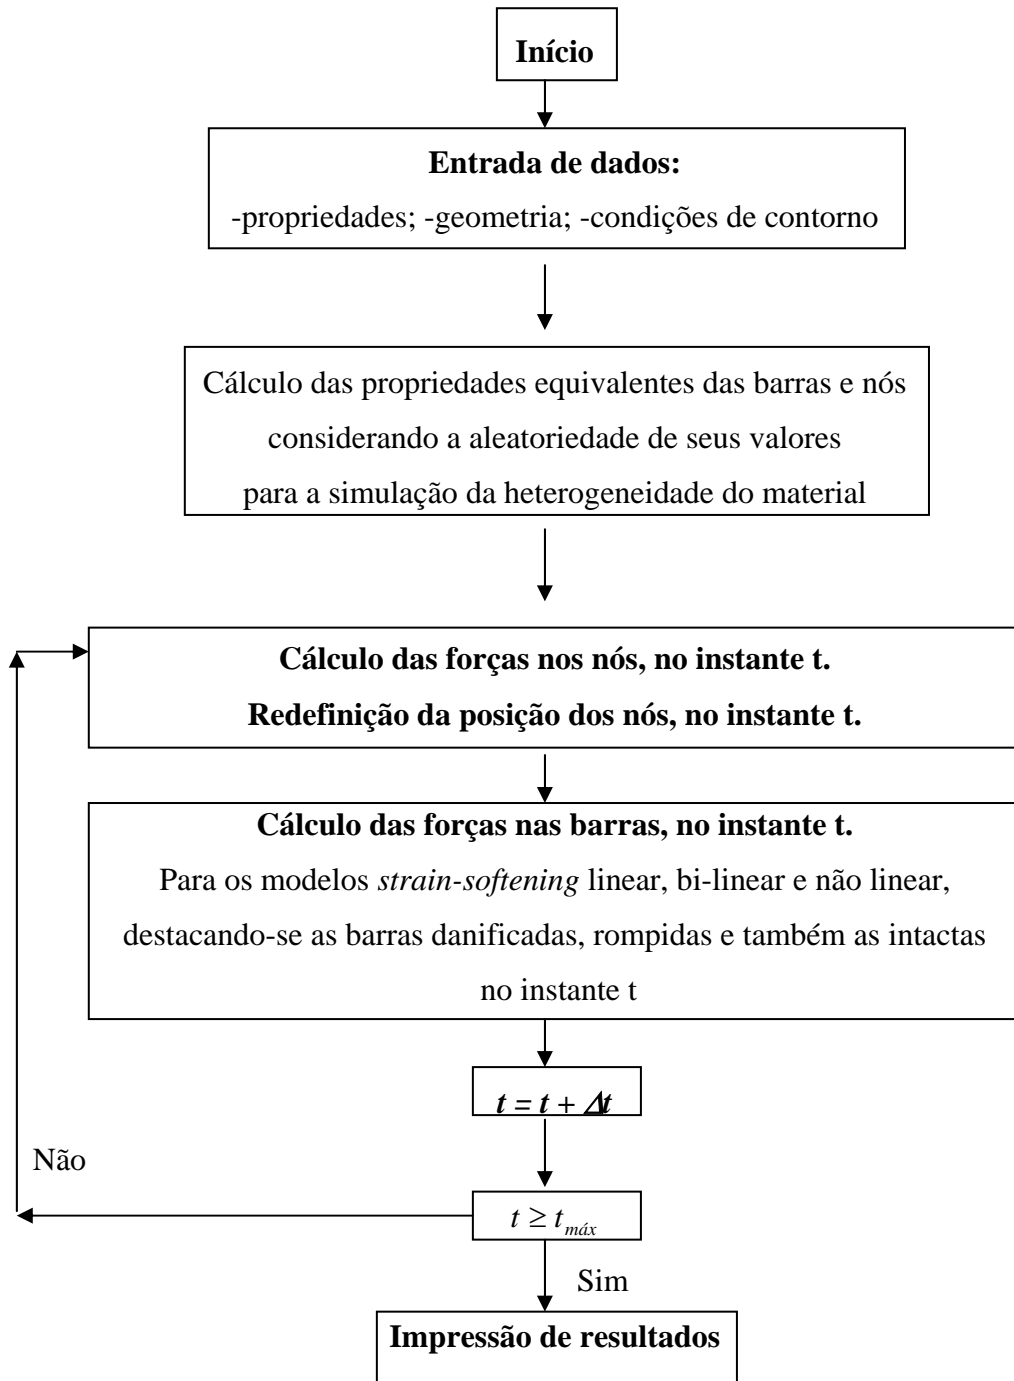 Início
Entrada de dados:
-propriedades; -geometria; -condições de contorno
Cálculo das propriedades equivalentes das barras e nós
considerando a aleatoriedade de seus valores
para a simulação da heterogeneidade do material
Cálculo das forças nos nós, no instante t.
Redefinição da posição dos nós, no instante t.
Cálculo das forças nas barras, no instante t.
Para os modelos strain-softening linear, bi-linear e não linear,
destacando-se as barras danificadas, rompidas e também as intactas
no instante t
t = t + Δt
Não
t ≥ t_máx
Sim
Impressão de resultados